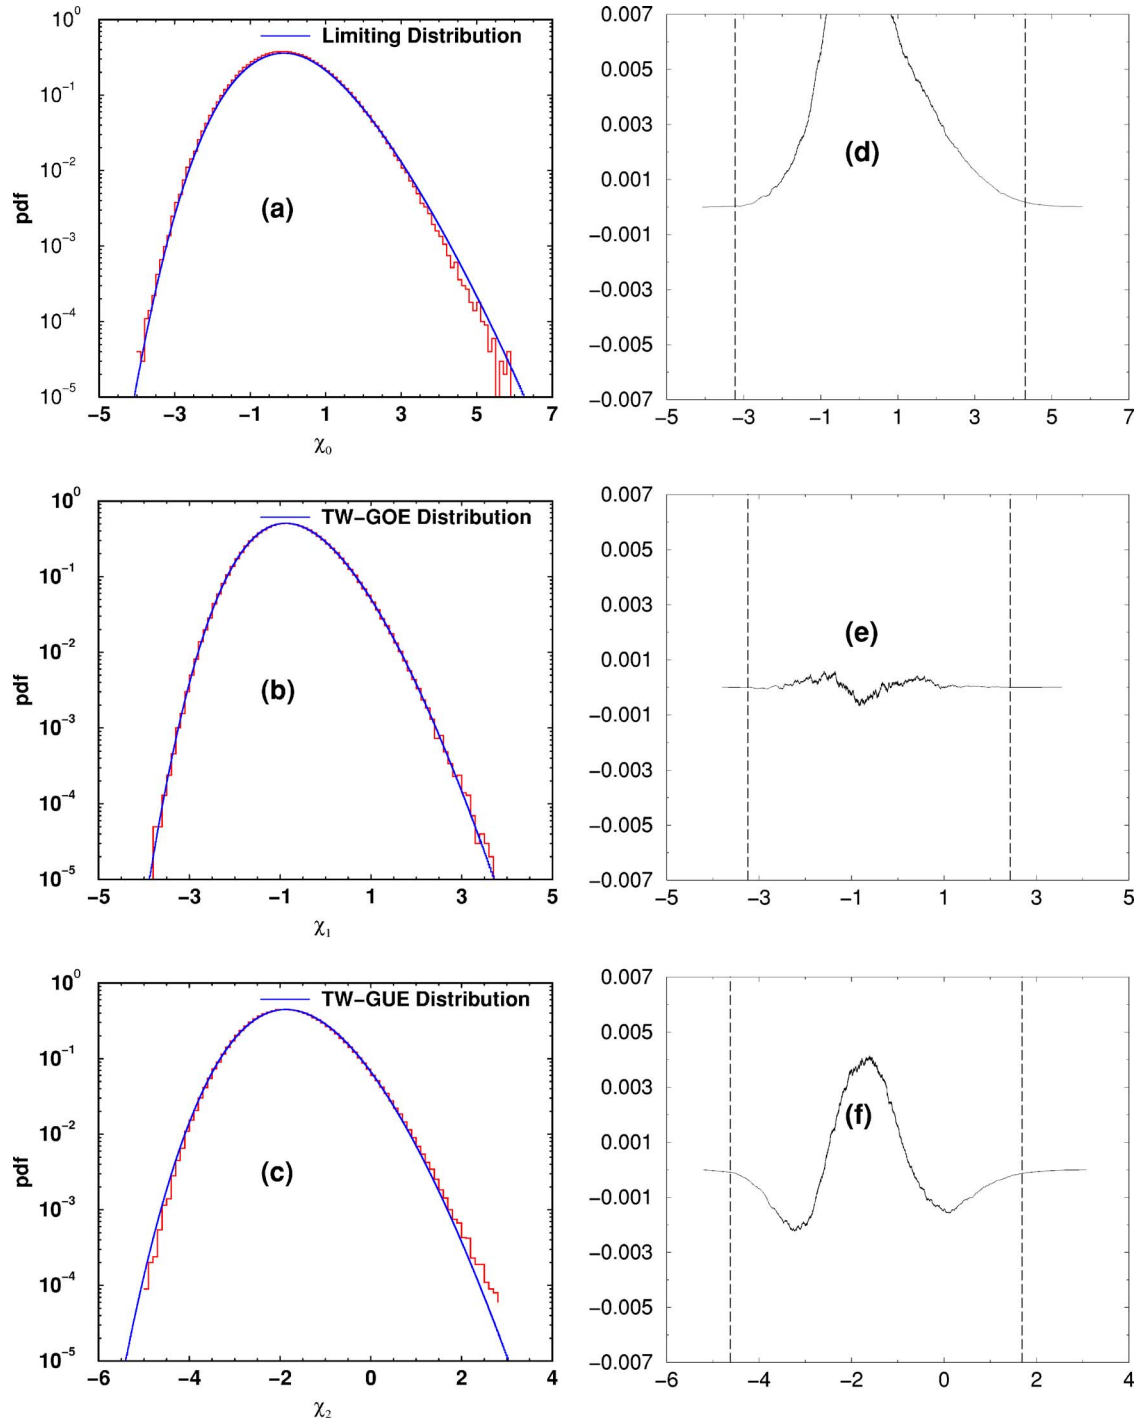 10^0
Limiting Distribution
10^−1
10^−2
pdf
(a)
10^−3
10^−4
10^−5
−5 −3 −1 1 3 5 7
χ_0
0.007
0.005
0.003
(d)
0.001
−0.001
−0.003
−0.005
−0.007
−5 −3 −1 1 3 5 7
10^0
TW−GOE Distribution
10^−1
10^−2
pdf
(b)
10^−3
10^−4
10^−5
−5 −3 −1 1 3 5
χ_1
0.007
0.005
0.003
(e)
0.001
−0.001
−0.003
−0.005
−0.007
−5 −3 −1 1 3 5
10^0
TW−GUE Distribution
10^−1
10^−2
pdf
(c)
10^−3
10^−4
10^−5
−6 −4 −2 0 2 4
χ_2
0.007
0.005
0.003
(f)
0.001
−0.001
−0.003
−0.005
−0.007
−6 −4 −2 0 2 4